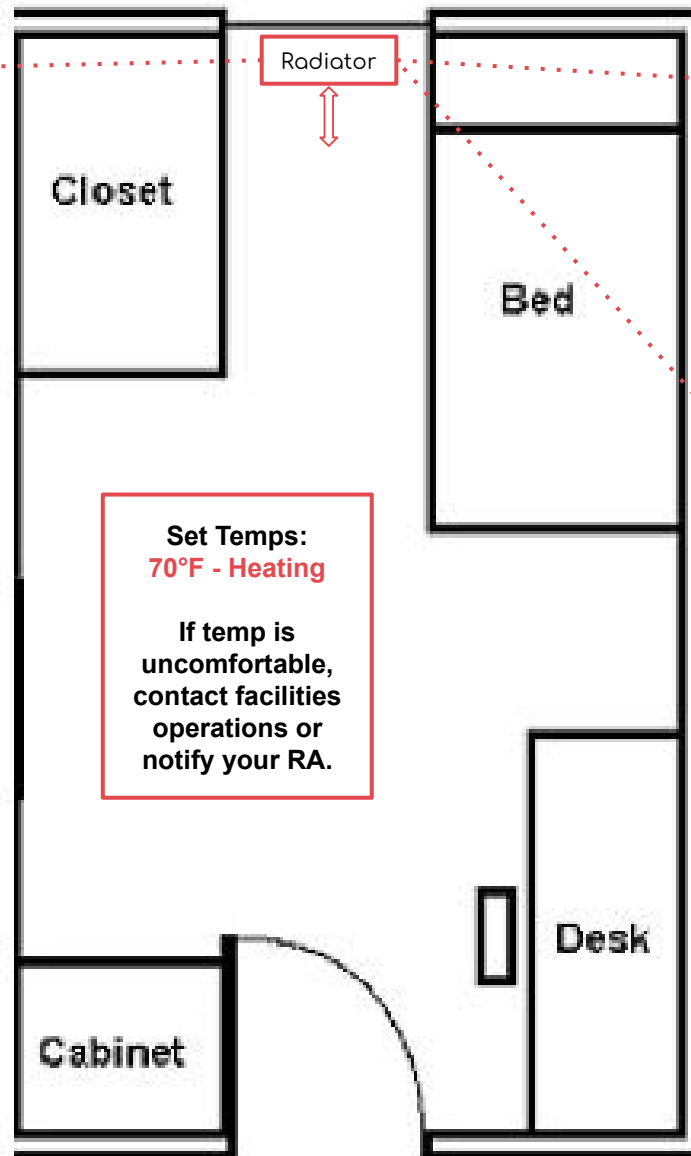 Radiator
Closet
Bed
Set Temps:
70°F - Heating
If temp is
uncomfortable,
contact facilities
operations or
notify your RA.
Desk
Cabinet